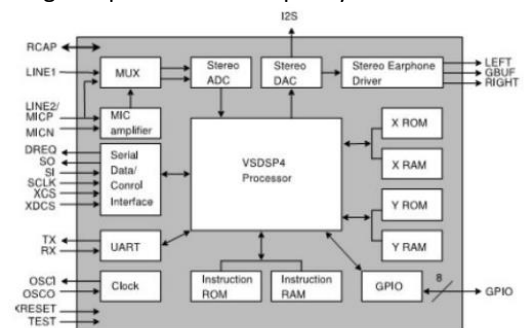 I2S
RCAP
LINE1
LINE2/
MICP
MICN
DREQ
SO
SI
SCLK
XCS
XDCS
TX
RX
OSCI
OSCO
XRESET
TEST
MUX
MIC
amplifier
Serial
Data/
Conrol
Interface
UART
Clock
Stereo
ADC
Stereo
DAC
Stereo Earphone
Driver
VSDSP4
Processor
Instruction
ROM
Instruction
RAM
X ROM
X RAM
Y ROM
Y RAM
GPIO
8
LEFT
GBUF
RIGHT
GPIO